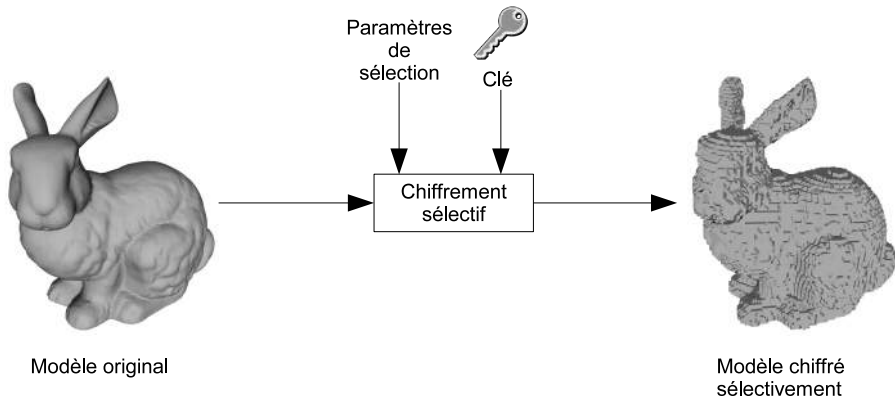 Paramètres
de
sélection
Clé
Chiffrement
sélectif
Modèle original
Modèle chiffré
sélectivement